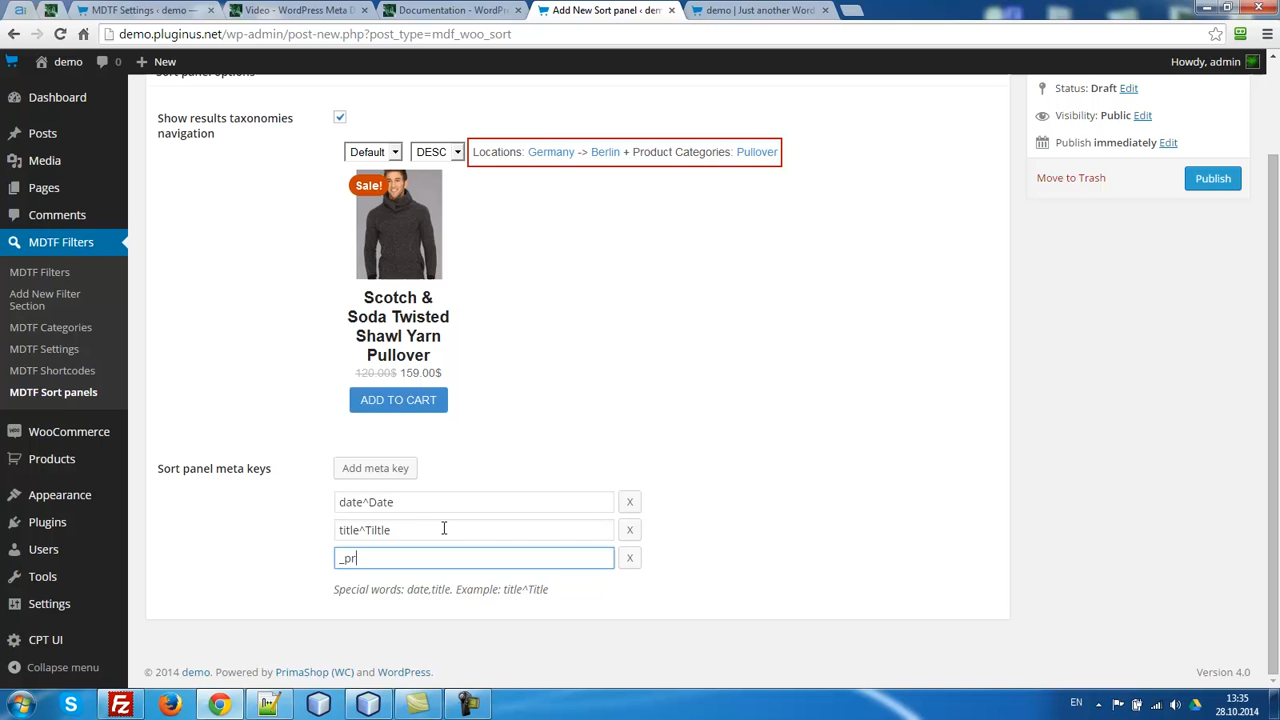 MDTF Settings ‹ demo —
Video - WordPress Meta D
Documentation - WordPr
Add New Sort panel ‹ dem
demo | Just another Word
demo.pluginus.net/wp-admin/post-new.php?post_type=mdf_woo_sort
demo
0
New
Howdy, admin
Dashboard
Posts
Media
Pages
Comments
MDTF Filters
MDTF Filters
Add New Filter
Section
MDTF Categories
MDTF Settings
MDTF Shortcodes
MDTF Sort panels
WooCommerce
Products
Appearance
Plugins
Users
Tools
Settings
CPT UI
Collapse menu
Sort panel options
Show results taxonomies
navigation
Default
DESC
Locations: Germany -> Berlin + Product Categories: Pullover
Sale!
Scotch &
Soda Twisted
Shawl Yarn
Pullover
120.00$ 159.00$
ADD TO CART
Sort panel meta keys
Add meta key
date^Date
X
title^Tiltle
X
_pr
X
Special words: date,title. Example: title^Title
Status: Draft Edit
Visibility: Public Edit
Publish immediately Edit
Move to Trash
Publish
© 2014 demo. Powered by PrimaShop (WC) and WordPress.
Version 4.0
EN
13:35
28.10.2014